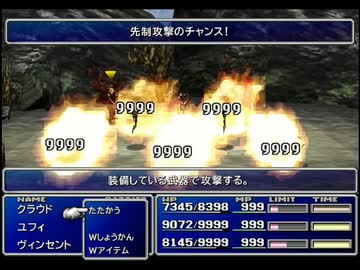 先制攻撃のチャンス!
9999
9999
9999
9999
9999
装備している武器で攻撃する。
NAME
HP
MP
LIMIT
TIME
クラウド
たたかう
7345/8398
999
ユフィ
Wしょうかん
9072/9999
999
ヴィンセント
Wアイテム
8145/9999
999